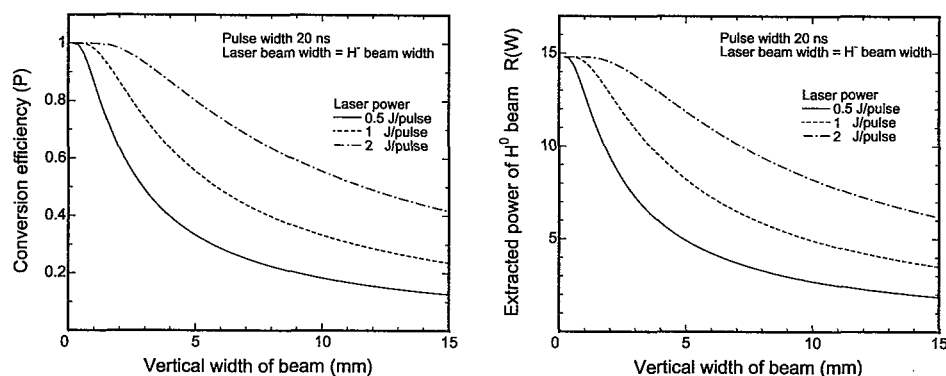 Pulse width 20 ns
Laser beam width = H⁻ beam width
Laser power
0.5 J/pulse
1 J/pulse
2 J/pulse
Conversion efficiency (P)
1
0.8
0.6
0.4
0.2
0 5 10 15
Vertical width of beam (mm)
Pulse width 20 ns
Laser beam width = H⁻ beam width
Laser power
0.5 J/pulse
1 J/pulse
2 J/pulse
Extracted power of H⁰ beam R(W)
15
10
5
0 5 10 15
Vertical width of beam (mm)